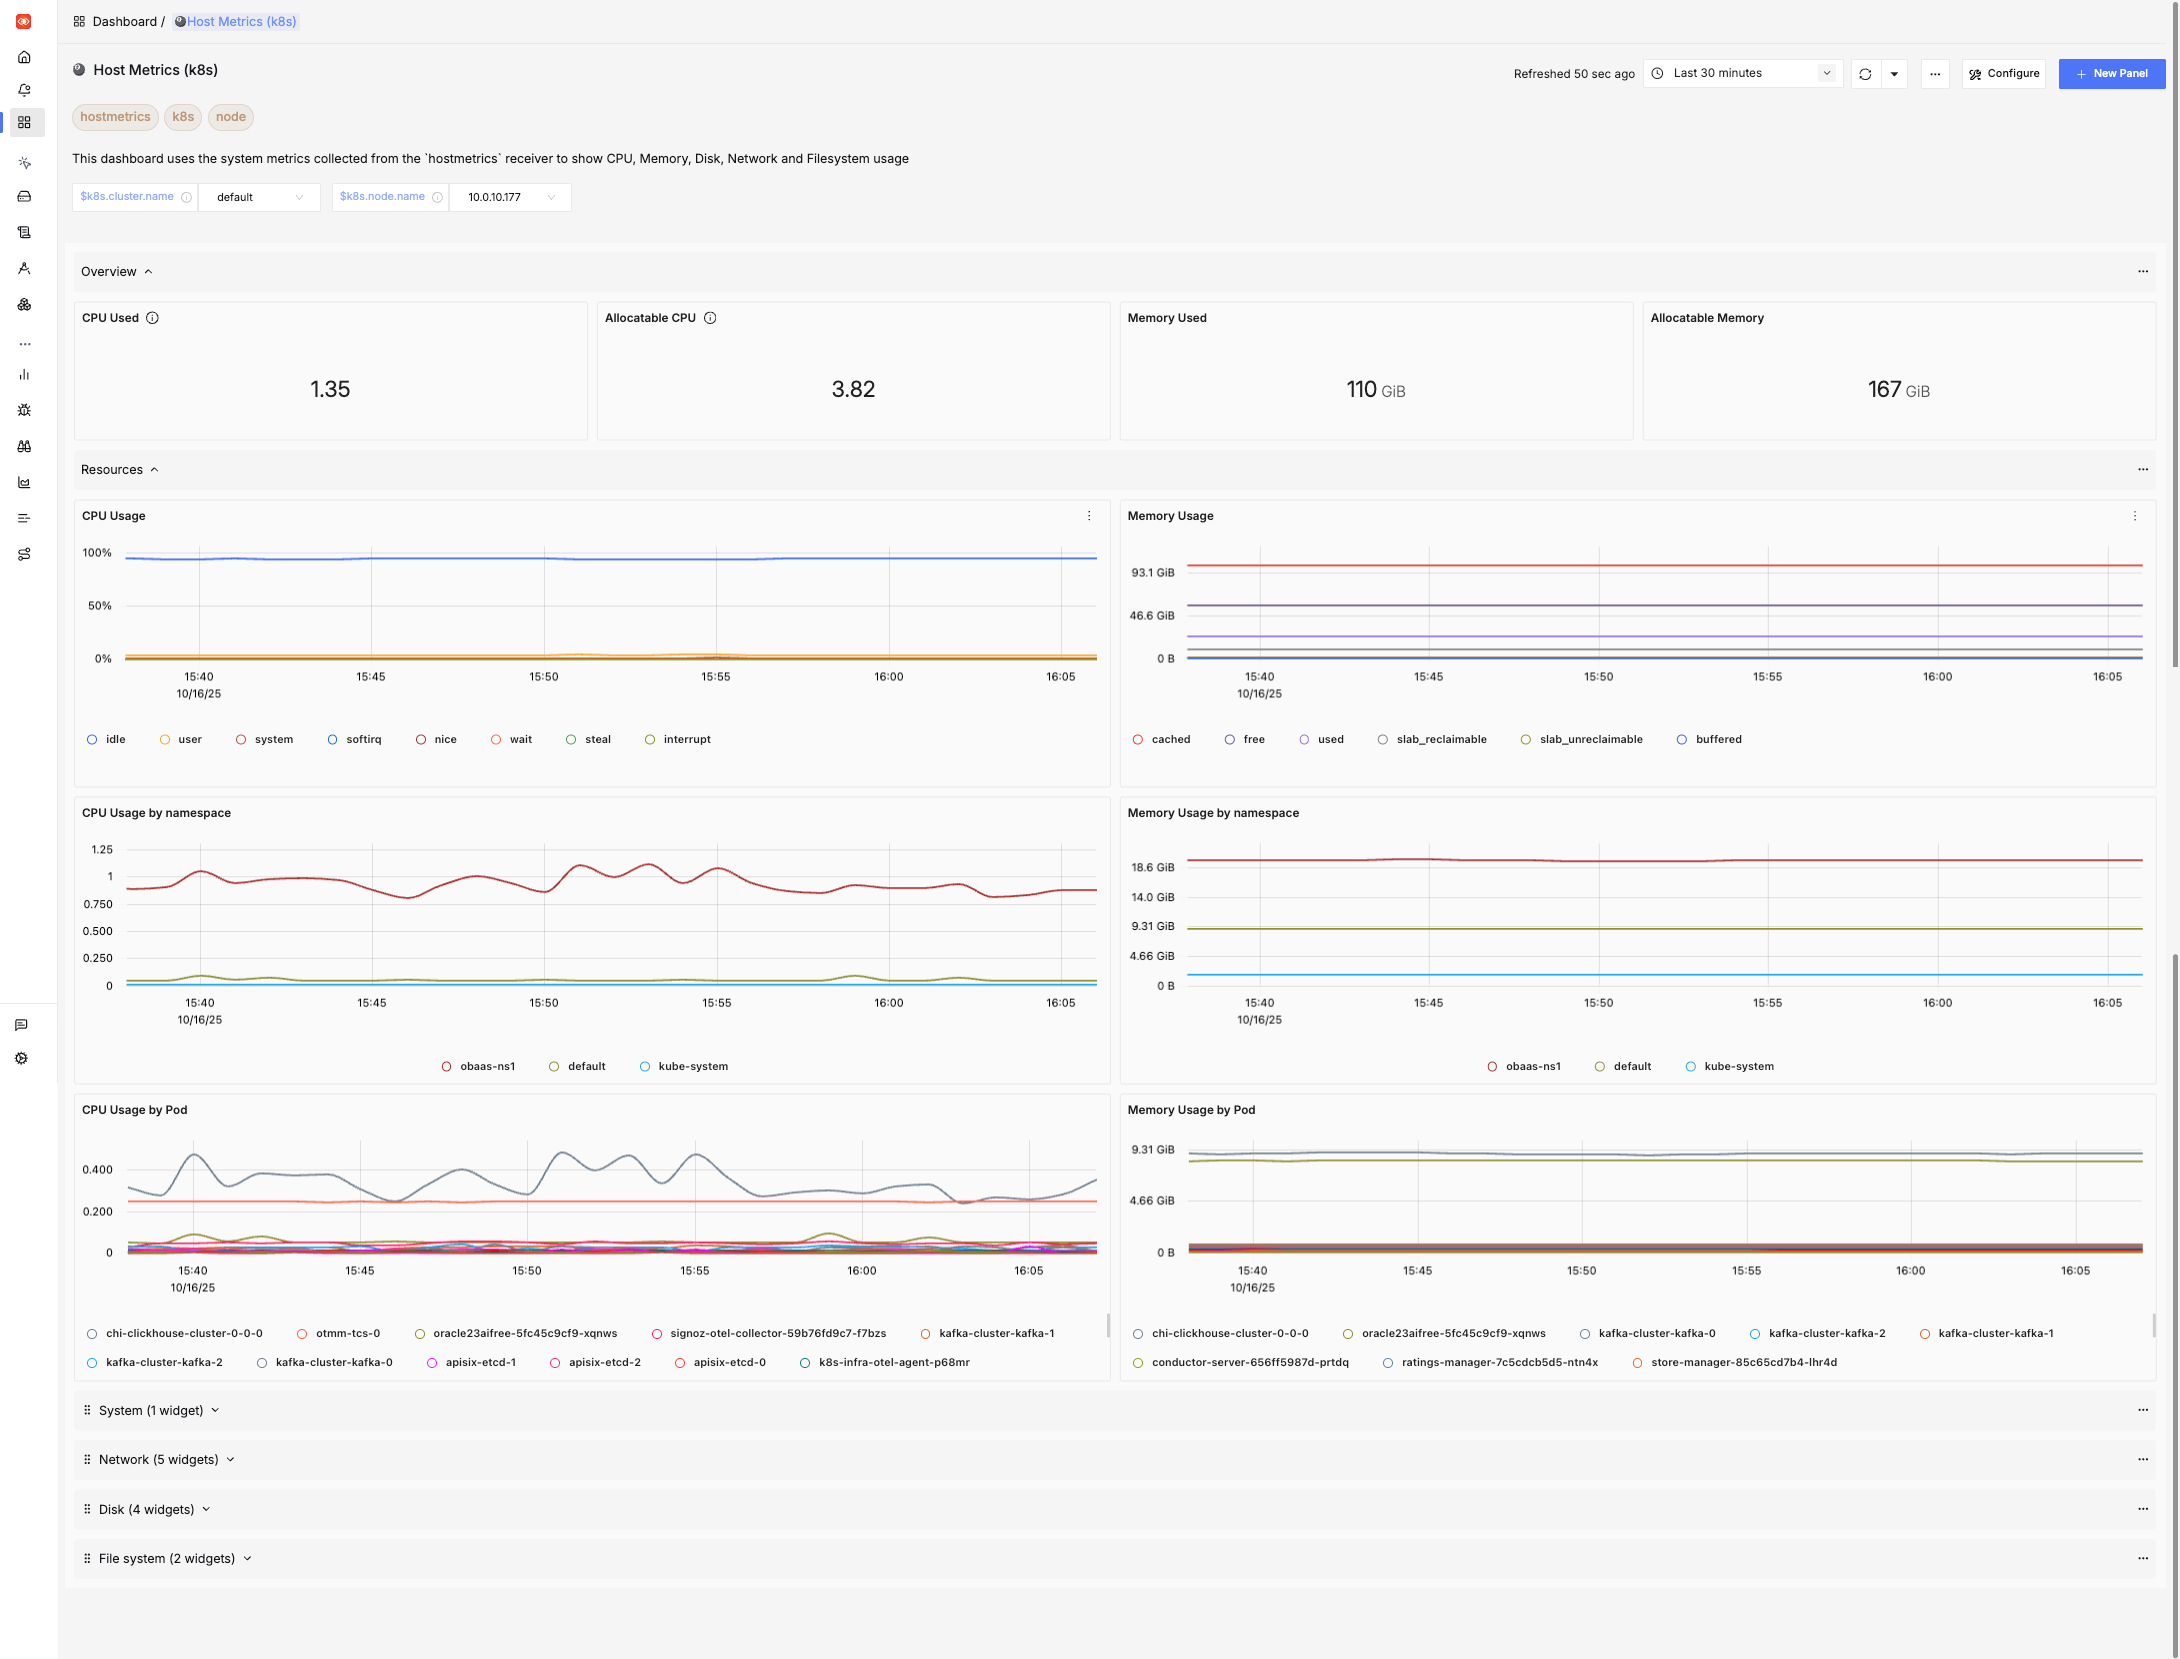 Dashboard / Host Metrics (k8s)
Host Metrics (k8s)
Refreshed 50 sec ago
Last 30 minutes
Configure
New Panel
hostmetrics k8s node
This dashboard uses the system metrics collected from the `hostmetrics` receiver to show CPU, Memory, Disk, Network and Filesystem usage
$k8s.cluster.name default $k8s.node.name 10.0.10.177
Overview
CPU Used
1.35
Allocatable CPU
3.82
Memory Used
110 GiB
Allocatable Memory
167 GiB
Resources
CPU Usage
100%
50%
0%
15:40 15:45 15:50 15:55 16:00 16:05
10/16/25
idle user system softirq nice wait steal interrupt
Memory Usage
93.1 GiB
46.6 GiB
0 B
15:40 15:45 15:50 15:55 16:00 16:05
10/16/25
cached free used slab_reclaimable slab_unreclaimable buffered
CPU Usage by namespace
1.25
1
0.750
0.500
0.250
0
15:40 15:45 15:50 15:55 16:00 16:05
10/16/25
obaas-ns1 default kube-system
Memory Usage by namespace
18.6 GiB
14.0 GiB
9.31 GiB
4.66 GiB
0 B
15:40 15:45 15:50 15:55 16:00 16:05
10/16/25
obaas-ns1 default kube-system
CPU Usage by Pod
0.400
0.200
0
15:40 15:45 15:50 15:55 16:00 16:05
10/16/25
chi-clickhouse-cluster-0-0-0 otmm-tcs-0 oracle23aifree-5fc45c9cf9-xqnws signoz-otel-collector-59b76fd9c7-f7bzs kafka-cluster-kafka-1
kafka-cluster-kafka-2 kafka-cluster-kafka-0 apisix-etcd-1 apisix-etcd-2 apisix-etcd-0 k8s-infra-otel-agent-p68mr
Memory Usage by Pod
9.31 GiB
4.66 GiB
0 B
15:40 15:45 15:50 15:55 16:00 16:05
10/16/25
chi-clickhouse-cluster-0-0-0 oracle23aifree-5fc45c9cf9-xqnws kafka-cluster-kafka-0 kafka-cluster-kafka-2 kafka-cluster-kafka-1
conductor-server-656ff5987d-prtdq ratings-manager-7c5cdcb5d5-ntn4x store-manager-85c65cd7b4-lhr4d
System (1 widget)
Network (5 widgets)
Disk (4 widgets)
File system (2 widgets)